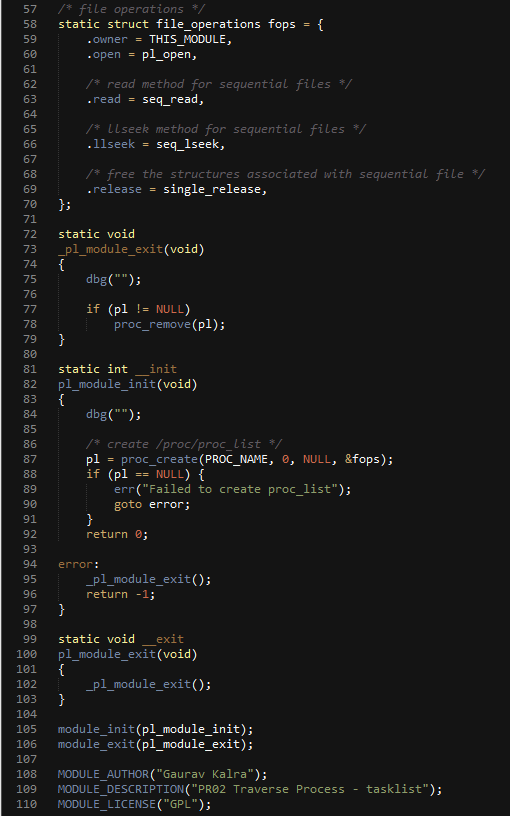 57 /* file operations */
58 static struct file_operations fops = {
59     .owner = THIS_MODULE,
60     .open = pl_open,
61
62     /* read method for sequential files */
63     .read = seq_read,
64
65     /* llseek method for sequential files */
66     .llseek = seq_lseek,
67
68     /* free the structures associated with sequential file */
69     .release = single_release,
70 };
71
72 static void
73 _pl_module_exit(void)
74 {
75     dbg("");
76
77     if (pl != NULL)
78         proc_remove(pl);
79 }
80
81 static int __init
82 pl_module_init(void)
83 {
84     dbg("");
85
86     /* create /proc/proc_list */
87     pl = proc_create(PROC_NAME, 0, NULL, &fops);
88     if (pl == NULL) {
89         err("Failed to create proc_list");
90         goto error;
91     }
92     return 0;
93
94 error:
95     _pl_module_exit();
96     return -1;
97 }
98
99 static void __exit
100 pl_module_exit(void)
101 {
102     _pl_module_exit();
103 }
104
105 module_init(pl_module_init);
106 module_exit(pl_module_exit);
107
108 MODULE_AUTHOR("Gaurav Kalra");
109 MODULE_DESCRIPTION("PR02 Traverse Process - tasklist");
110 MODULE_LICENSE("GPL");